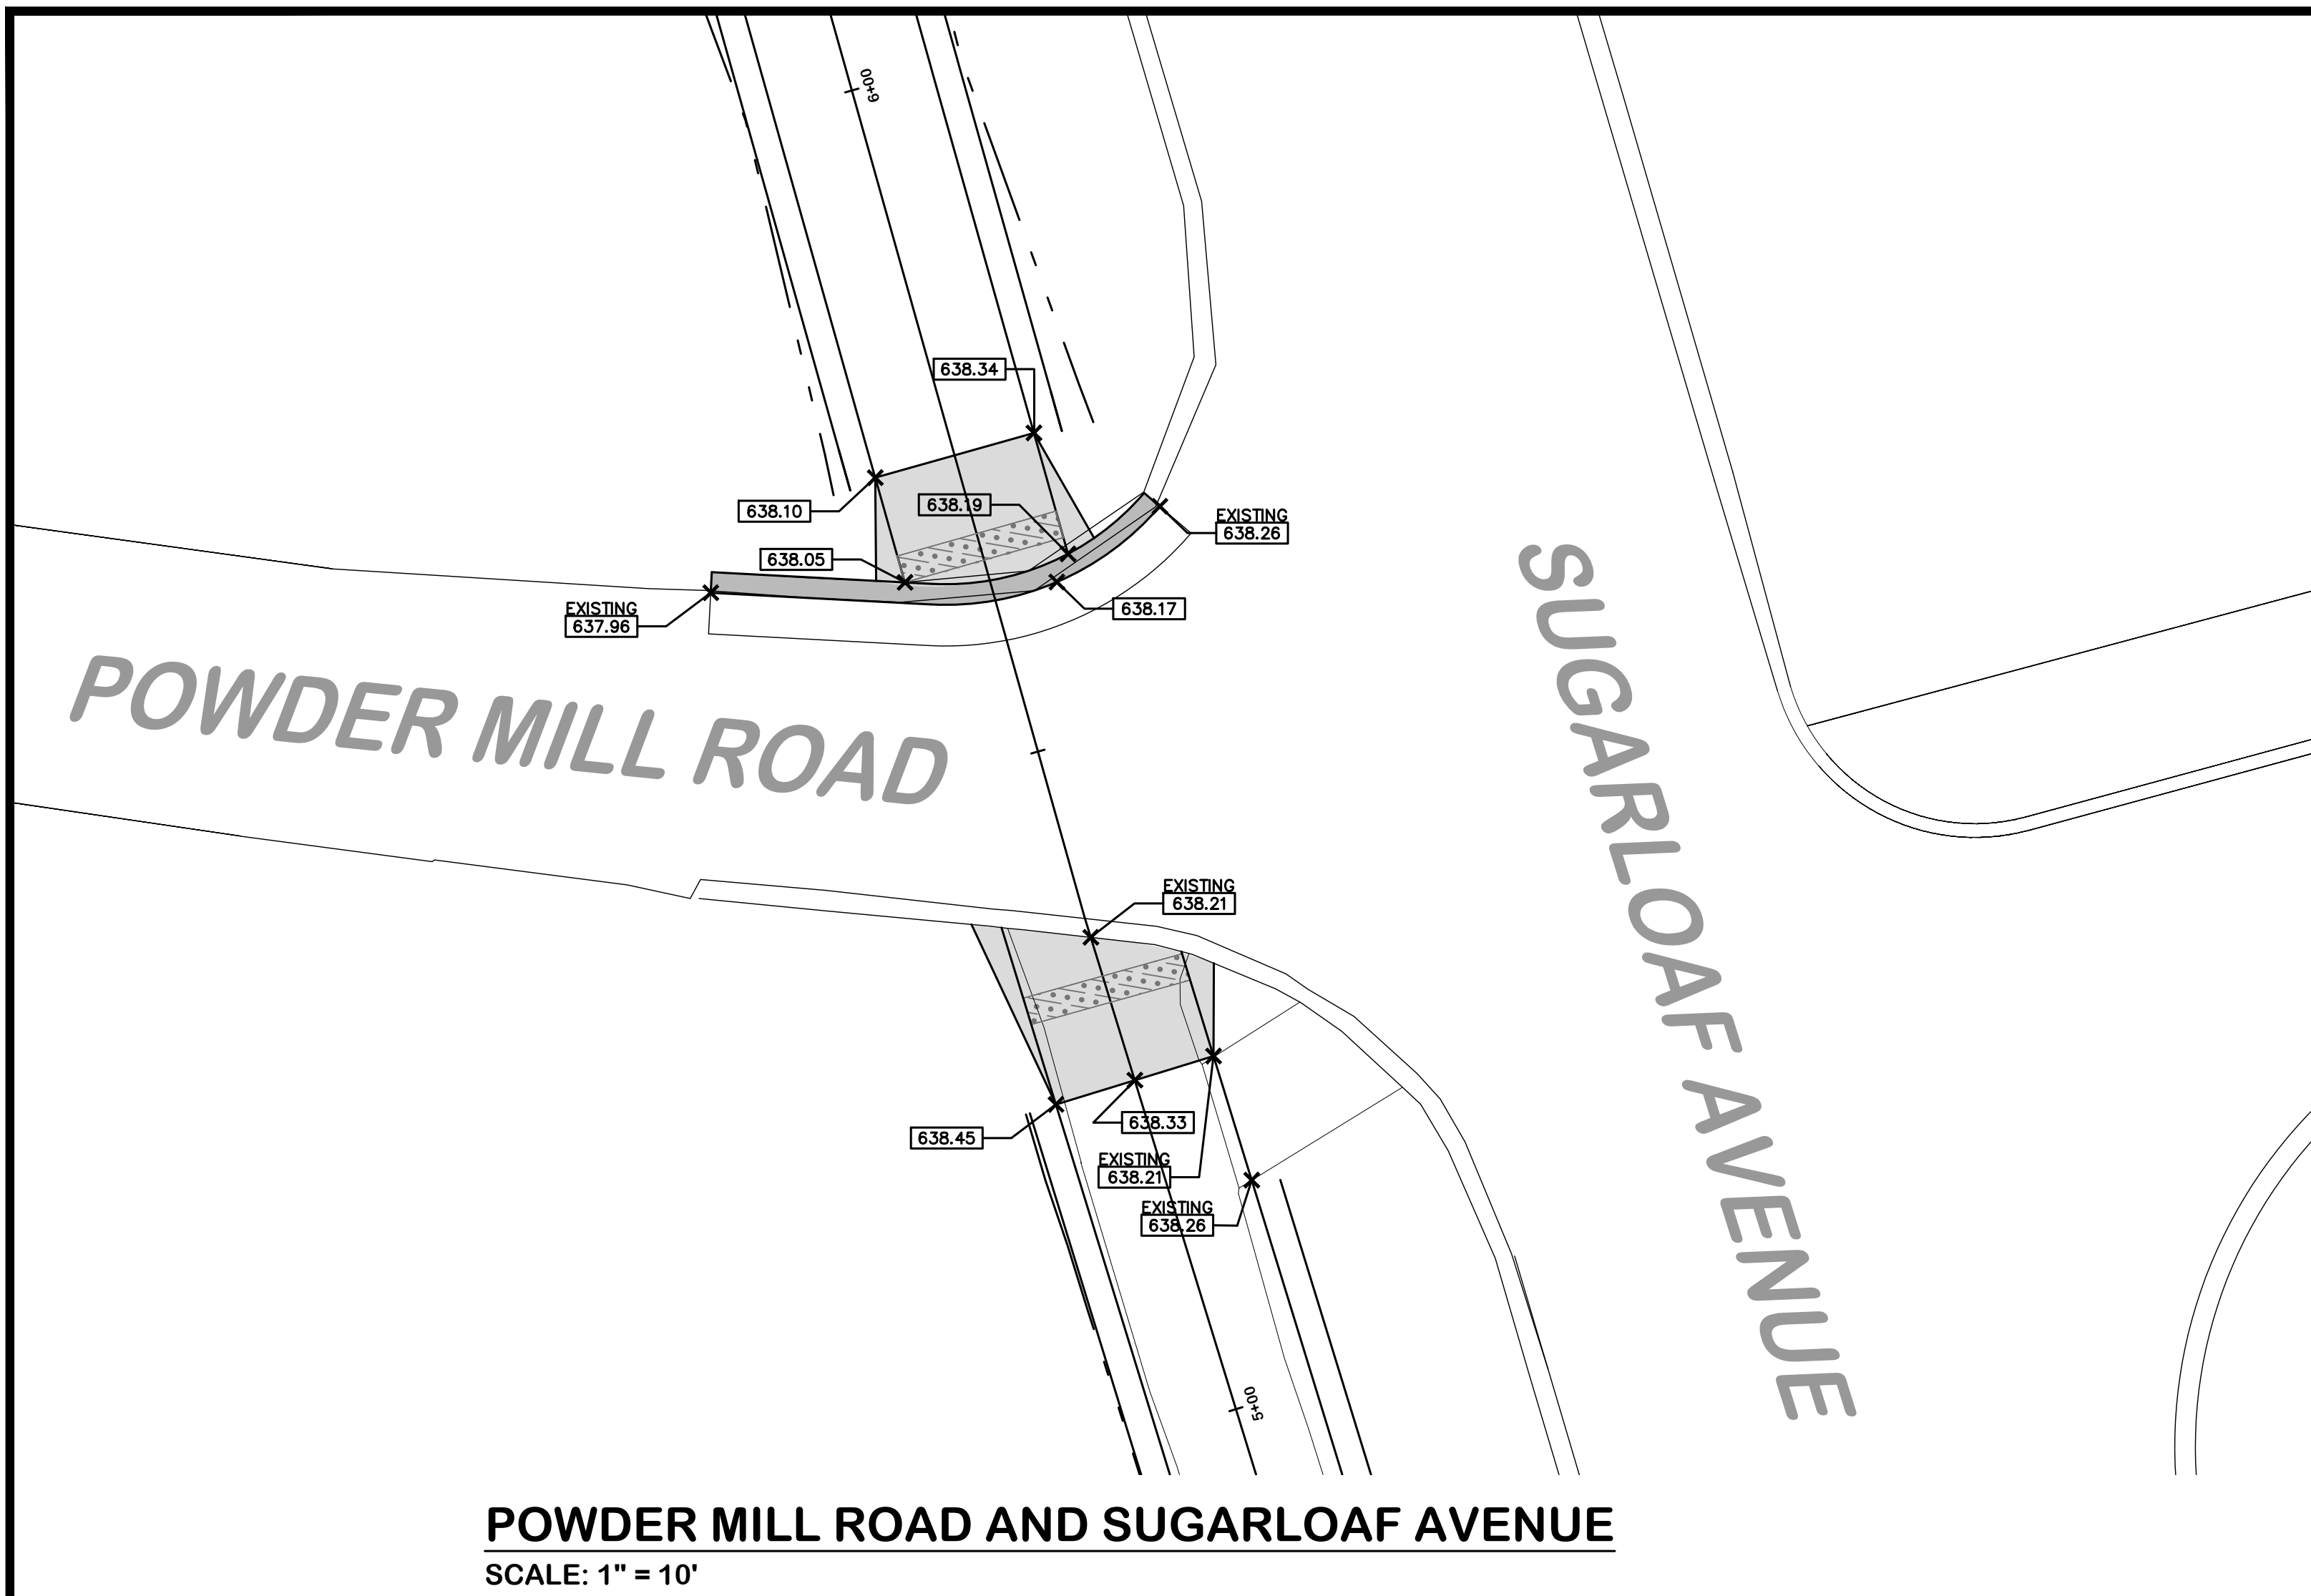 6+00
638.34
638.10
638.19
EXISTING
638.26
638.05
EXISTING
637.96
638.17
POWDER MILL ROAD
SUGARLOAF AVENUE
EXISTING
638.21
638.45
638.33
EXISTING
638.21
EXISTING
638.26
5+00
POWDER MILL ROAD AND SUGARLOAF AVENUE
SCALE: 1" = 10'